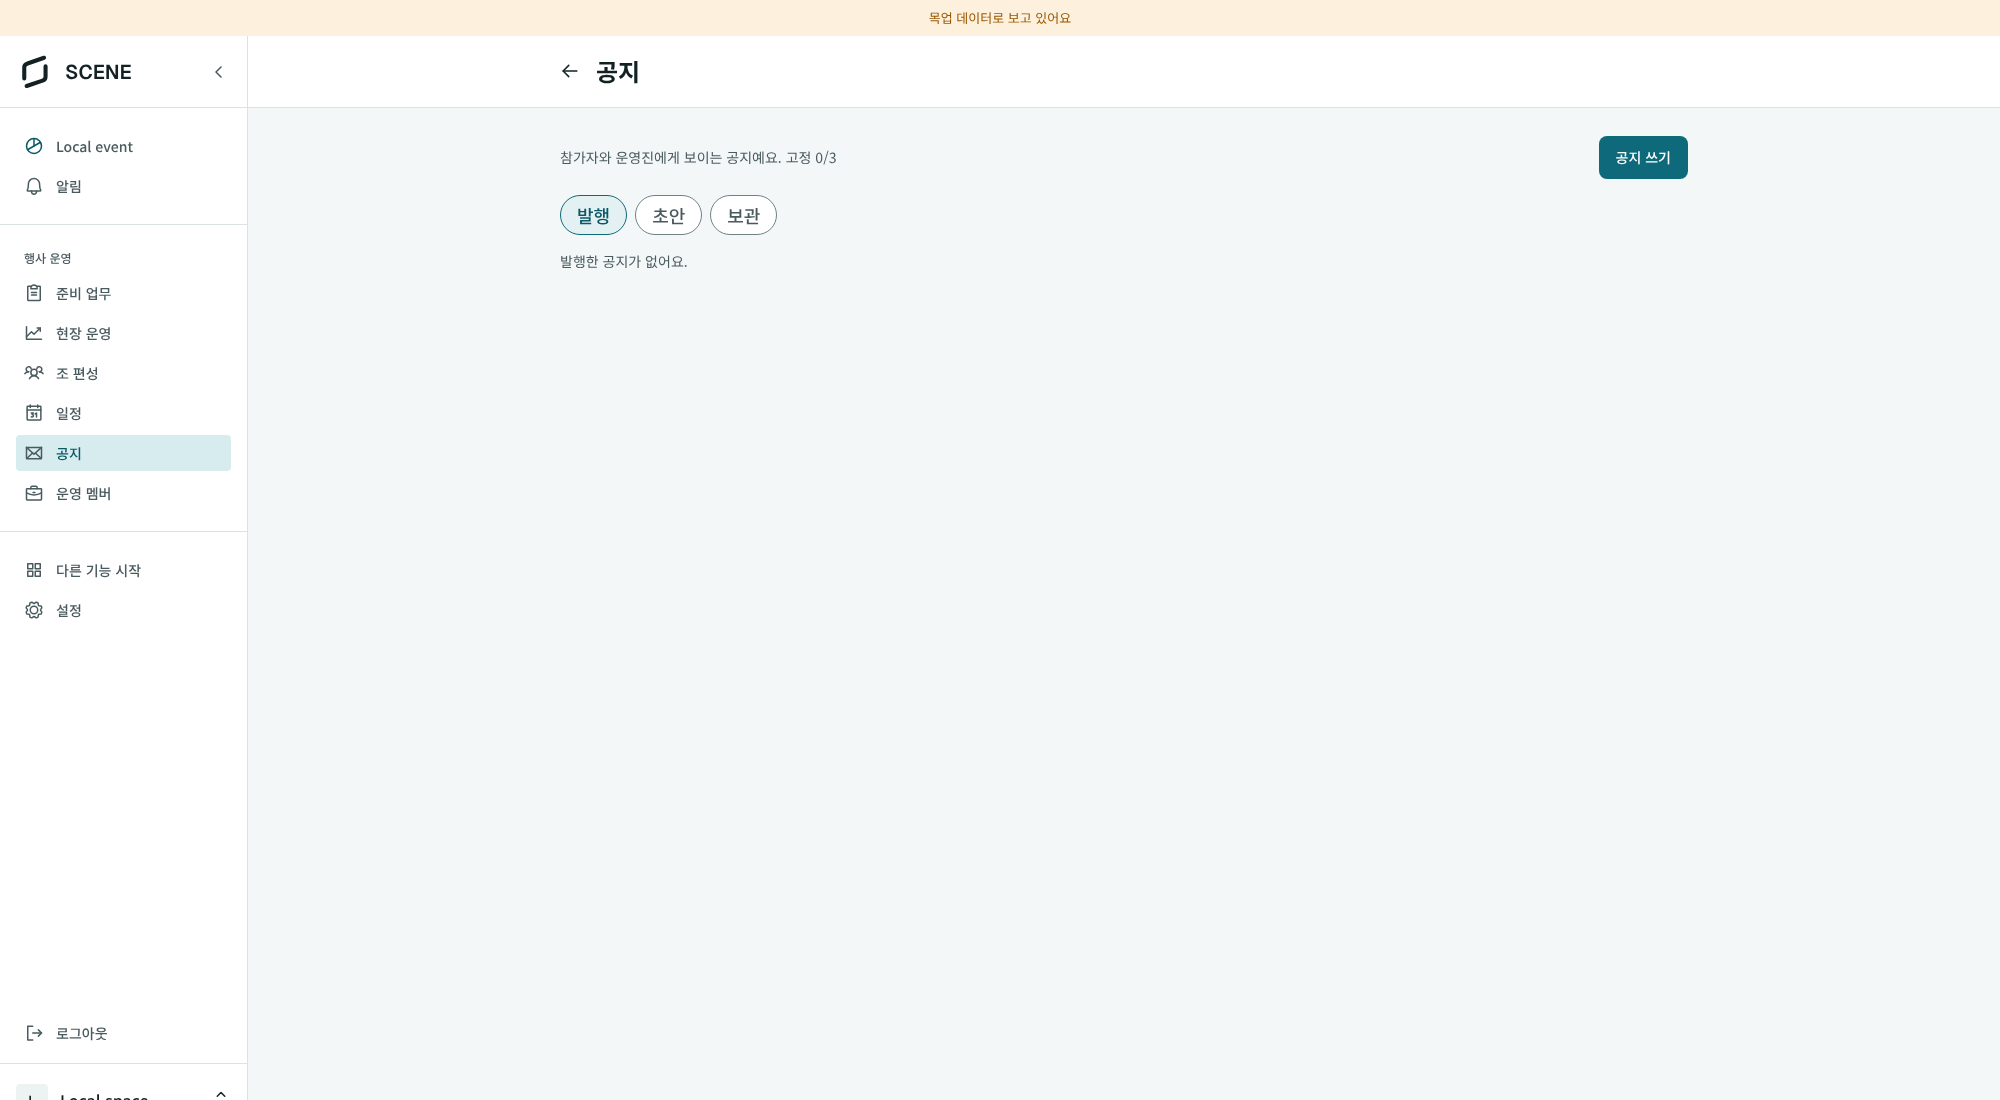 목업 데이터로 보고 있어요
SCENE
공지
Local event
알림
행사 운영
준비 업무
현장 운영
조 편성
일정
공지
운영 멤버
다른 기능 시작
설정
로그아웃
Local space
참가자와 운영진에게 보이는 공지예요. 고정 0/3
공지 쓰기
발행 초안 보관
발행한 공지가 없어요.